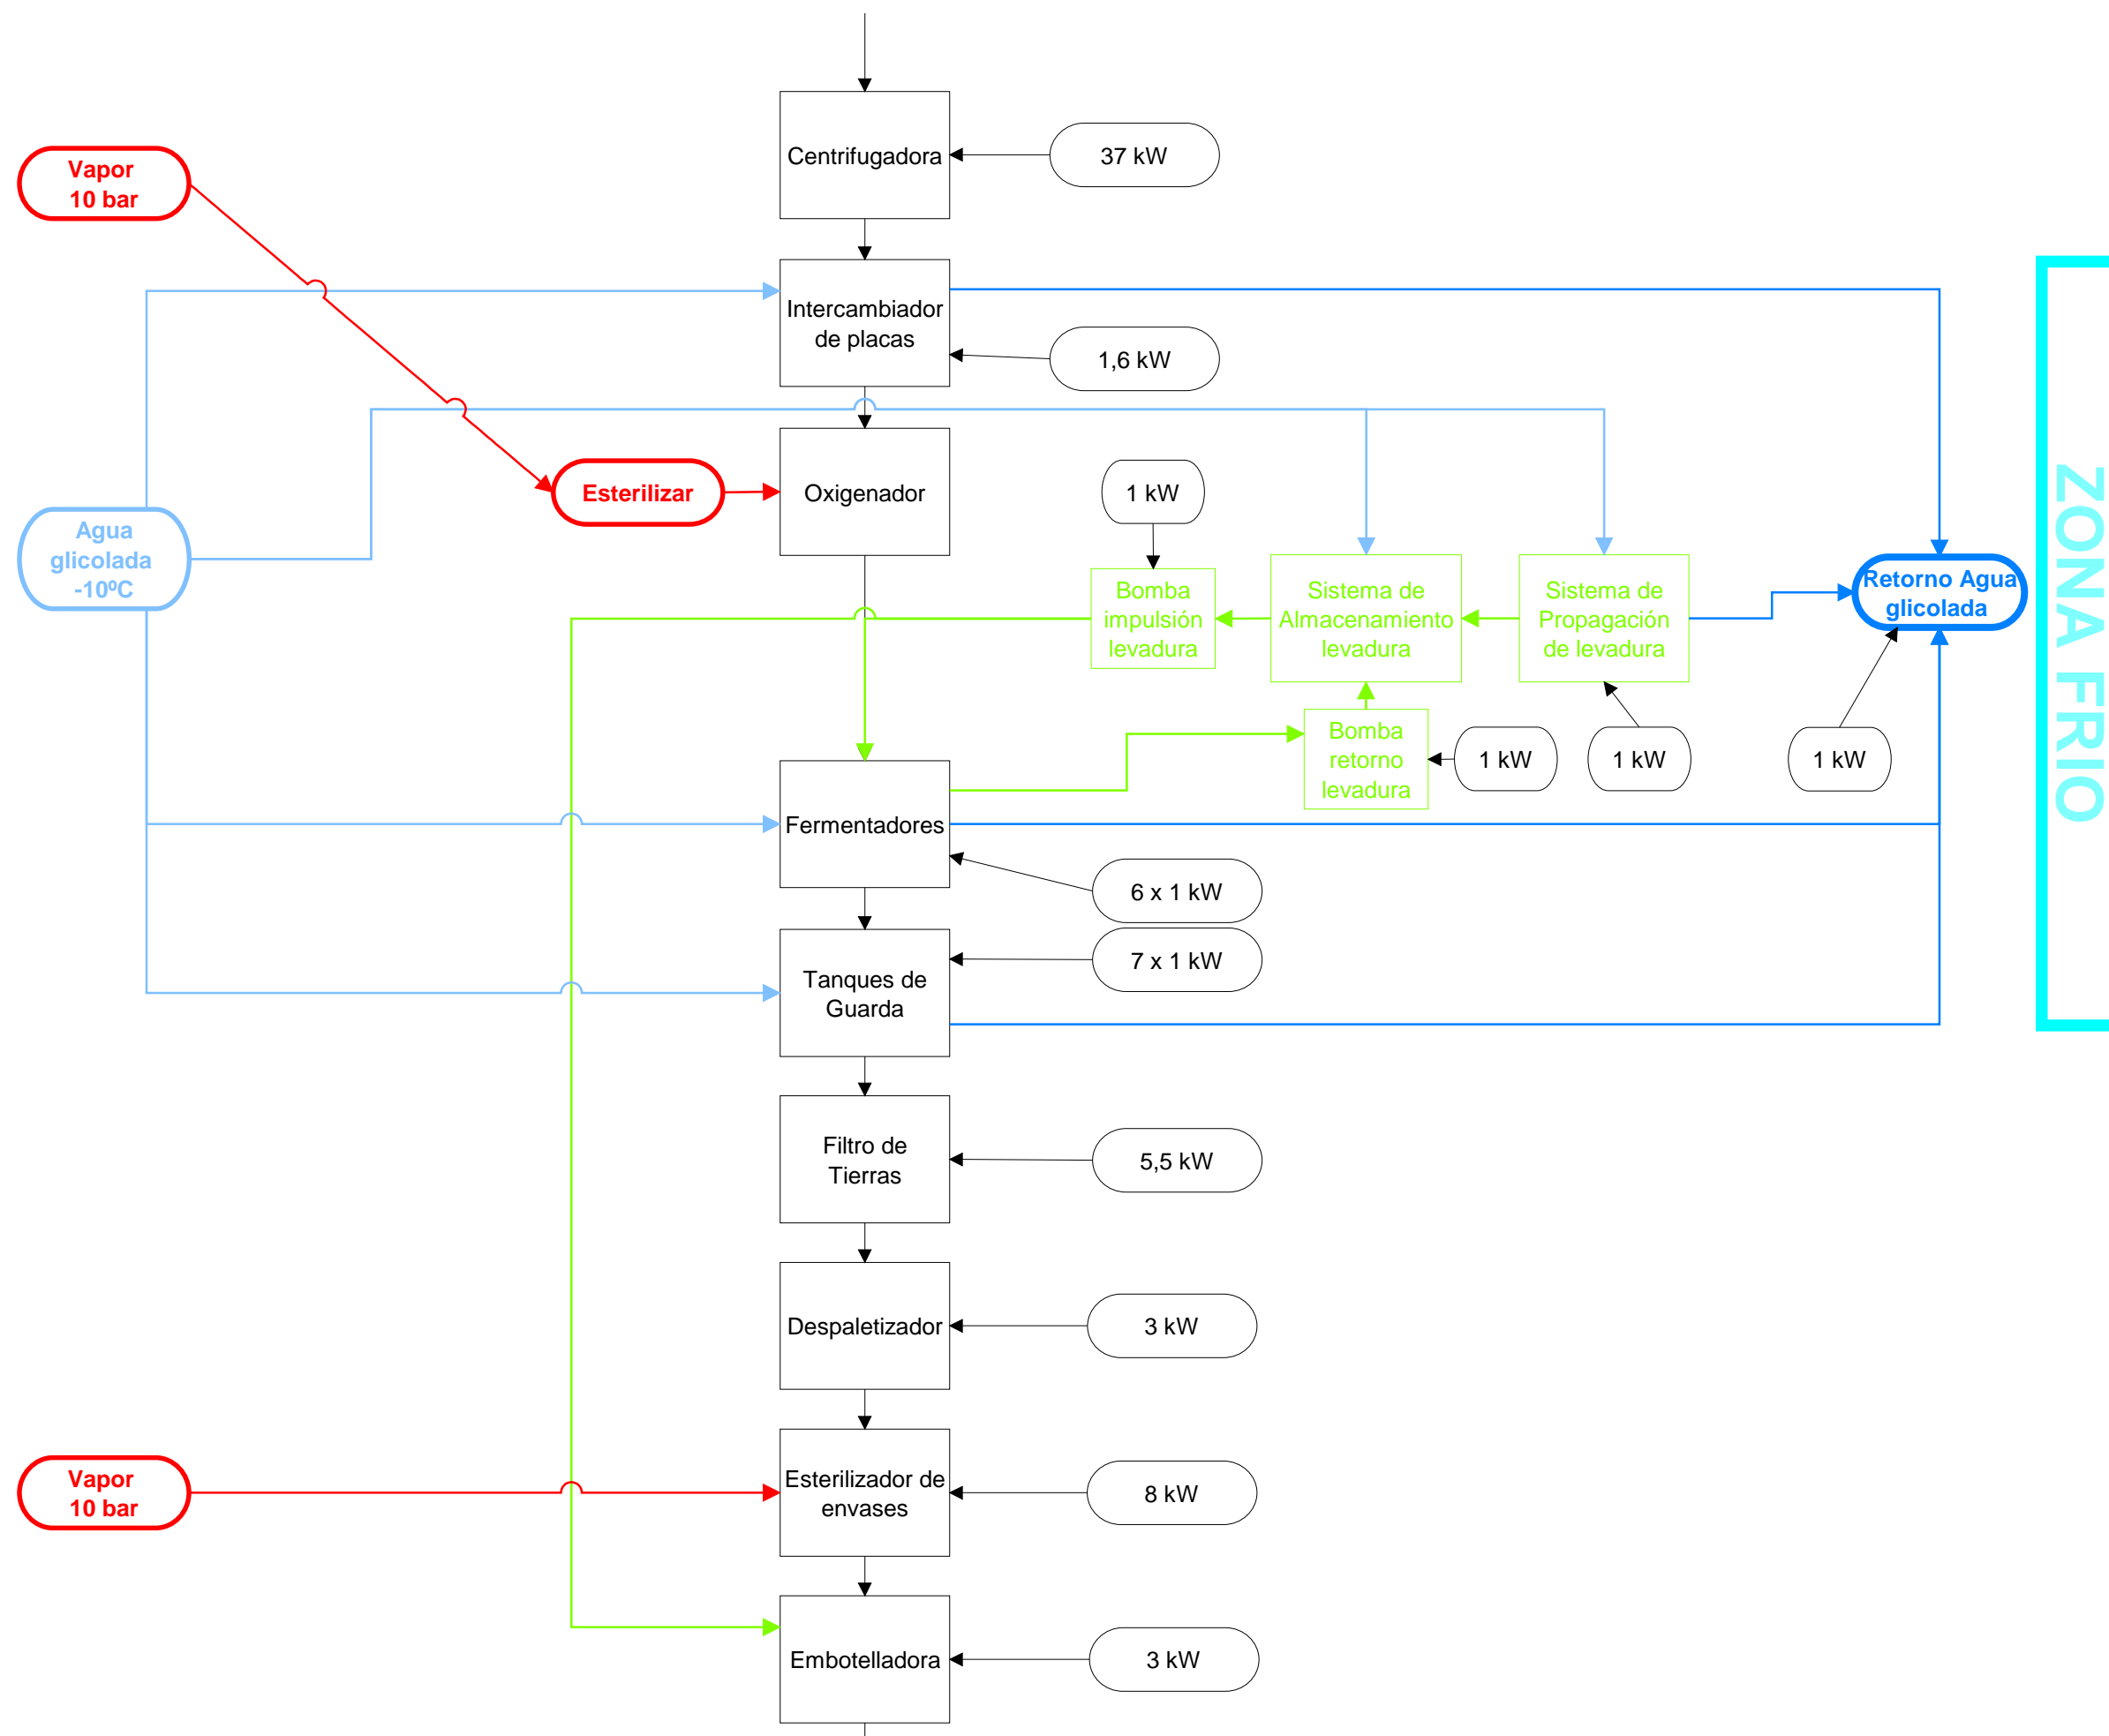 Centrifugadora
37 kW
Vapor
10 bar
Intercambiador
de placas
1,6 kW
Esterilizar
Oxigenador
1 kW
Agua
glicolada
-10ºC
Bomba
impulsión
levadura
Sistema de
Almacenamiento
levadura
Sistema de
Propagación
de levadura
Retorno Agua
glicolada
ZONA FRIO
Bomba
retorno
levadura
1 kW
1 kW
1 kW
Fermentadores
6 x 1 kW
Tanques de
Guarda
7 x 1 kW
Filtro de
Tierras
5,5 kW
Despaletizador
3 kW
Vapor
10 bar
Esterilizador de
envases
8 kW
Embotelladora
3 kW